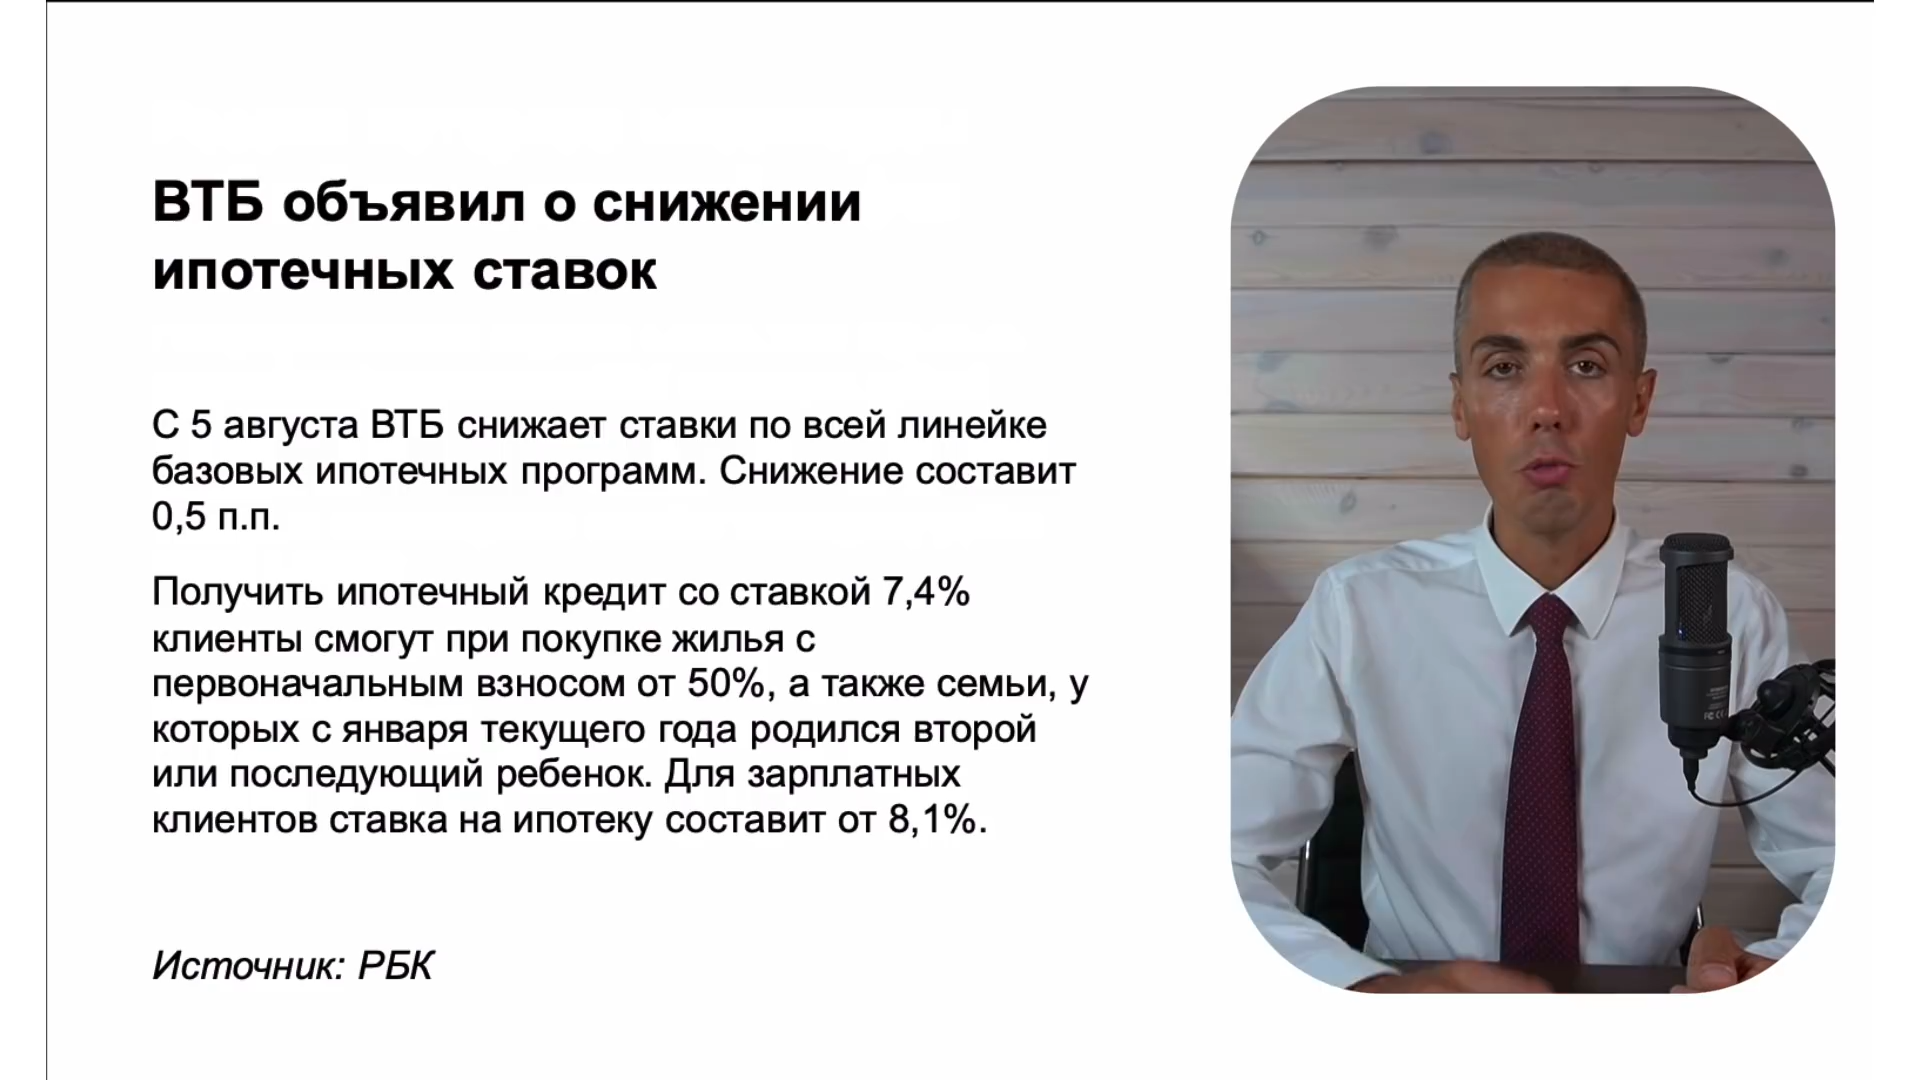 ВТБ объявил о снижении
ипотечных ставок
С 5 августа ВТБ снижает ставки по всей линейке
базовых ипотечных программ. Снижение составит
0,5 п.п.
Получить ипотечный кредит со ставкой 7,4%
клиенты смогут при покупке жилья с
первоначальным взносом от 50%, а также семьи, у
которых с января текущего года родился второй
или последующий ребенок. Для зарплатных
клиентов ставка на ипотеку составит от 8,1%.
Источник: РБК